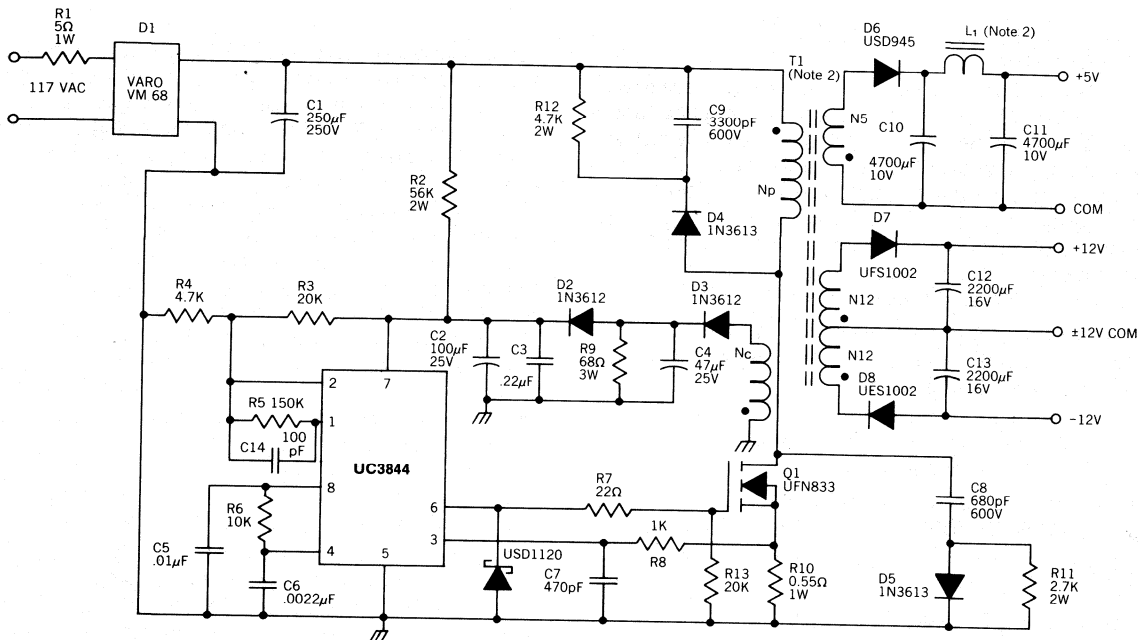 R1
5Ω
1W
D1
VARO
VM 68
117 VAC
C1
250µF
250V
R2
56K
2W
R12
4.7K
2W
C9
3300pF
600V
D4
1N3613
T1
(Note 2)
Np
N5
D6
USD945
L1 (Note 2)
C10
4700µF
10V
C11
4700µF
10V
+5V
COM
D7
UFS1002
N12
N12
D8
UES1002
C12
2200µF
16V
C13
2200µF
16V
+12V
±12V COM
-12V
R4
4.7K
R3
20K
C2
100µF
25V
C3
.22µF
D2
1N3612
R9
68Ω
3W
D3
1N3612
C4
47µF
25V
Nc
2
7
R5 150K
1
C14
100
pF
UC3844
8
R6
10K
4
5
6
3
C5
.01µF
C6
.0022µF
USD1120
R7
22Ω
1K
R8
C7
470pF
R13
20K
Q1
UFN833
R10
0.55Ω
1W
C8
680pF
600V
D5
1N3613
R11
2.7K
2W